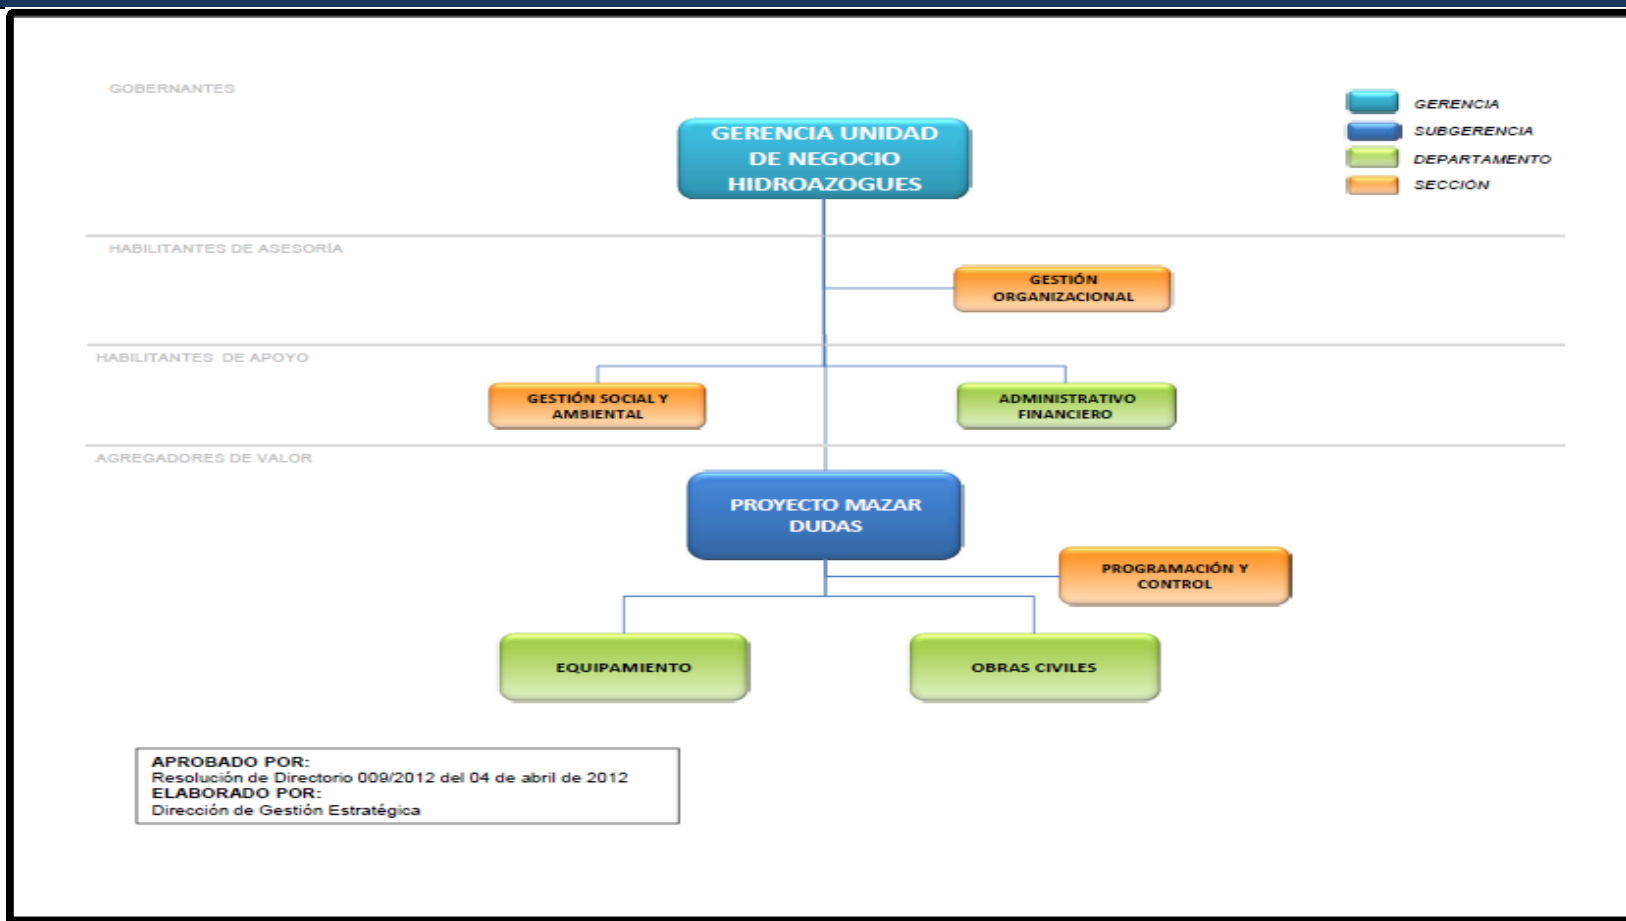 GOBERNANTES
GERENCIA
SUBGERENCIA
DEPARTAMENTO
SECCIÓN
GERENCIA UNIDAD
DE NEGOCIO
HIDROAZOGUES
HABILITANTES DE ASESORÍA
GESTIÓN
ORGANIZACIONAL
HABILITANTES DE APOYO
GESTIÓN SOCIAL Y
AMBIENTAL
ADMINISTRATIVO
FINANCIERO
AGREGADORES DE VALOR
PROYECTO MAZAR
DUDAS
PROGRAMACIÓN Y
CONTROL
EQUIPAMIENTO
OBRAS CIVILES
APROBADO POR:
Resolución de Directorio 009/2012 del 04 de abril de 2012
ELABORADO POR:
Dirección de Gestión Estratégica